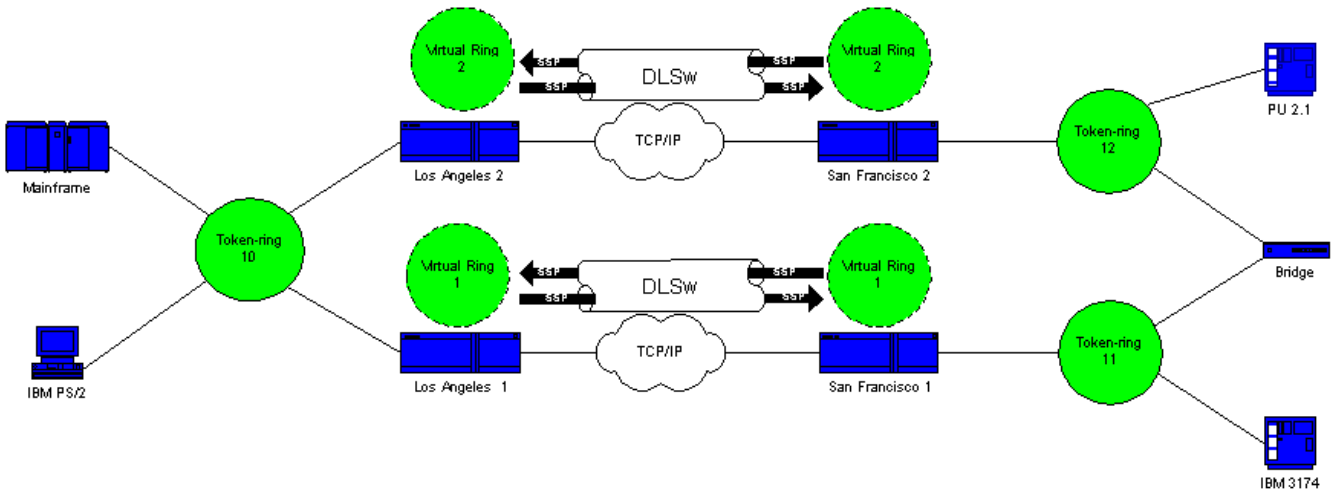 Virtual Ring
2
SSP
SSP
DLSw
SSP
SSP
Virtual Ring
2
PU 2.1
Mainframe
Los Angeles 2
TCP/IP
San Francisco 2
Token-ring
12
Token-ring
10
Virtual Ring
1
SSP
SSP
DLSw
SSP
SSP
Virtual Ring
1
Bridge
IBM PS/2
Los Angeles 1
TCP/IP
San Francisco 1
Token-ring
11
IBM 3174